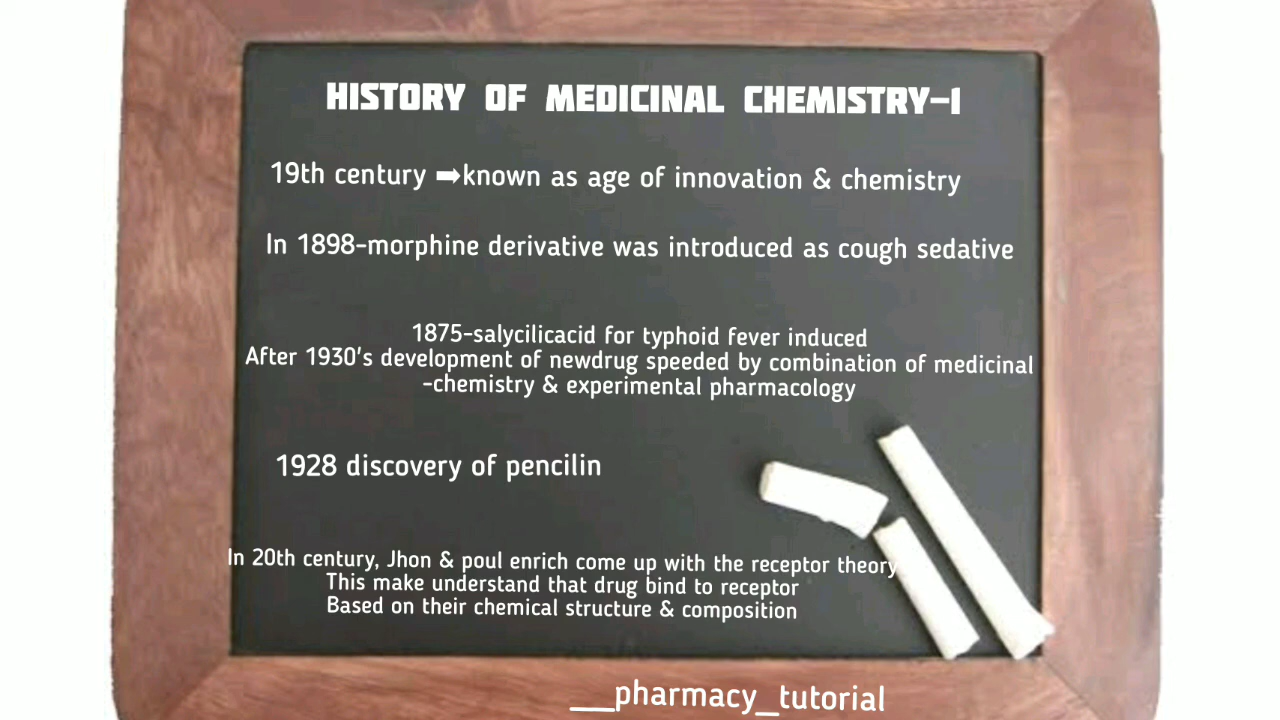 HISTORY OF MEDICINAL CHEMISTRY-I
19th century ➡known as age of innovation & chemistry
In 1898-morphine derivative was introduced as cough sedative
1875-salycilicacid for typhoid fever induced
After 1930's development of newdrug speeded by combination of medicinal
-chemistry & experimental pharmacology
1928 discovery of pencilin
In 20th century, Jhon & poul enrich come up with the receptor theory
This make understand that drug bind to receptor
Based on their chemical structure & composition
__pharmacy_tutorial